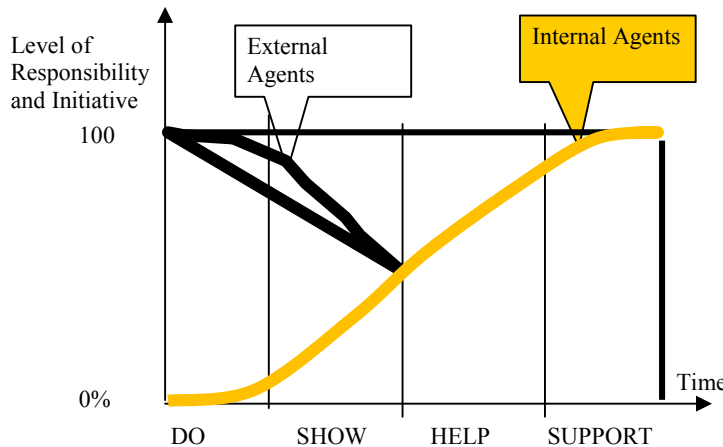 Level of
Responsibility
and Initiative
External
Agents
Internal Agents
100
0%
Time
DO
SHOW
HELP
SUPPORT